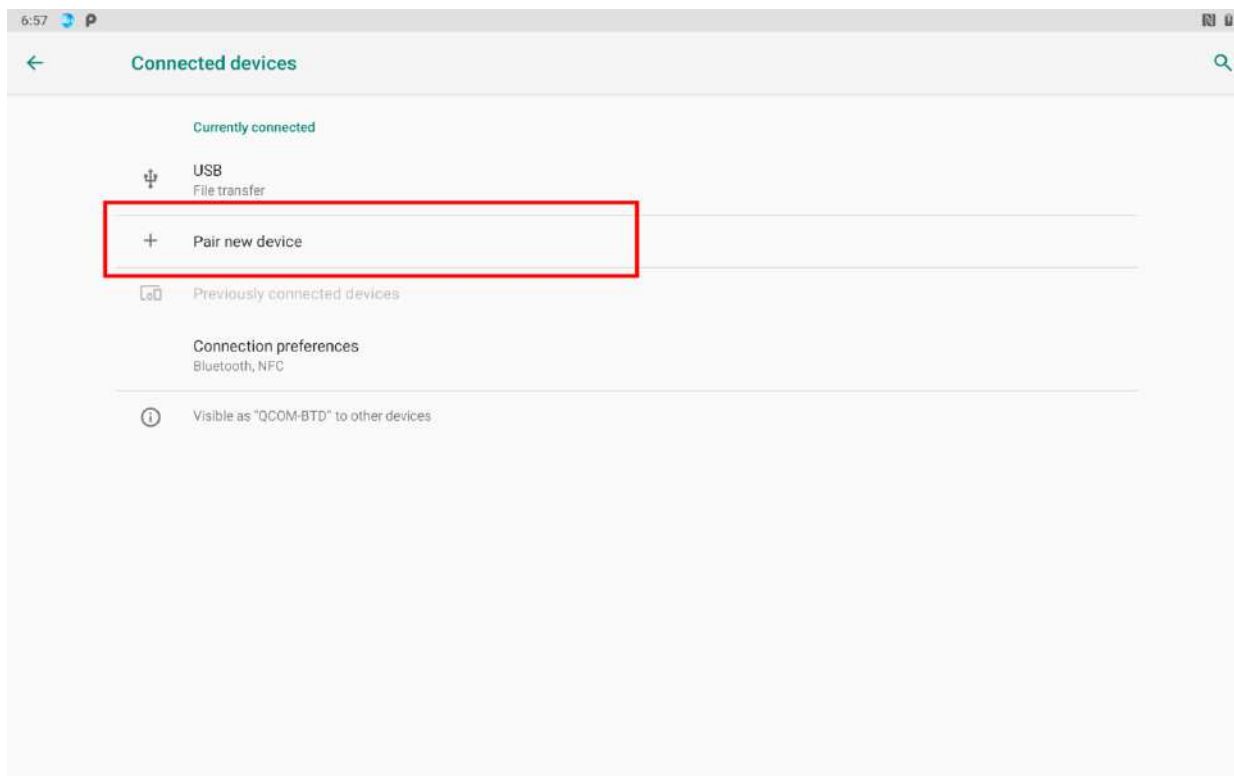 6:57
Connected devices
Currently connected
USB
File transfer
Pair new device
Previously connected devices
Connection preferences
Bluetooth, NFC
Visible as "QCOM-BTD" to other devices